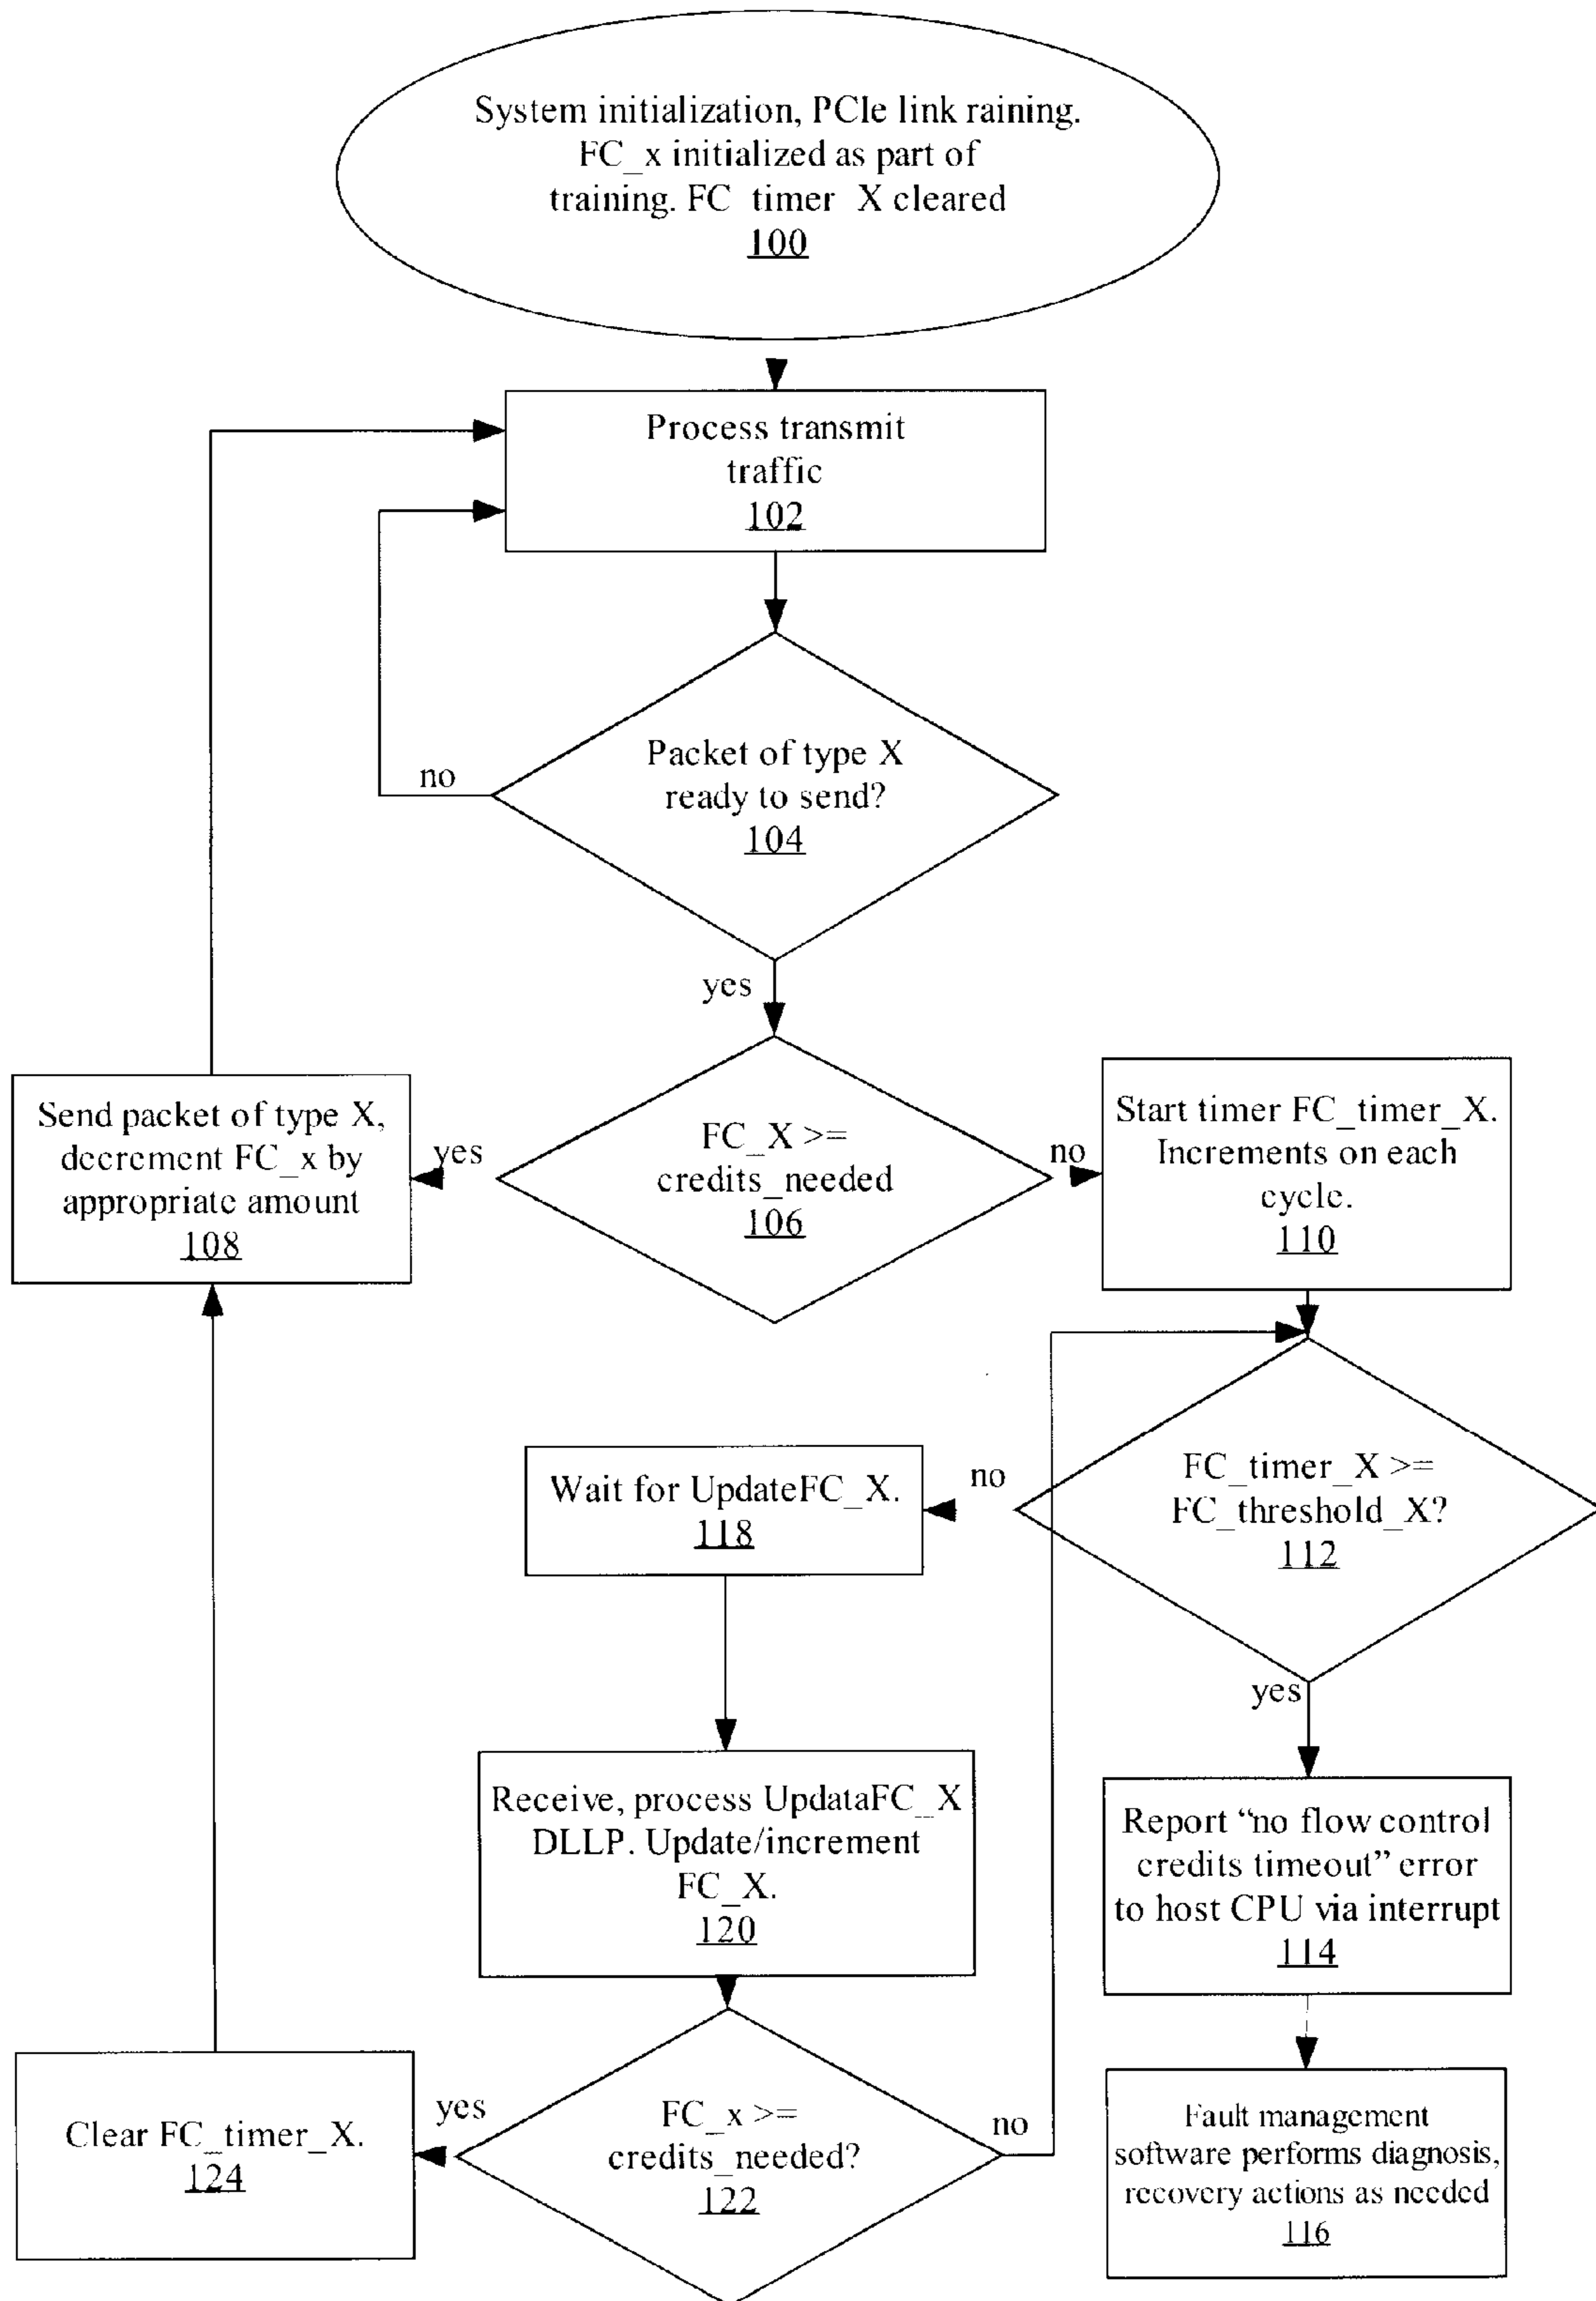 System initialization, PCIe link raining.
FC_x initialized as part of
training. FC_timer_X cleared
100
Process transmit
traffic
102
Packet of type X
ready to send?
104
no
yes
FC_X >=
credits_needed
106
yes
no
Send packet of type X,
decrement FC_x by
appropriate amount
108
Start timer FC_timer_X.
Increments on each
cycle.
110
FC_timer_X >=
FC_threshold_X?
112
no
yes
Wait for UpdateFC_X.
118
Receive, process UpdataFC_X
DLLP. Update/increment
FC_X.
120
Report “no flow control
credits timeout” error
to host CPU via interrupt
114
Clear FC_timer_X.
124
yes
FC_x >=
credits_needed?
122
no
Fault management
software performs diagnosis,
recovery actions as needed
116